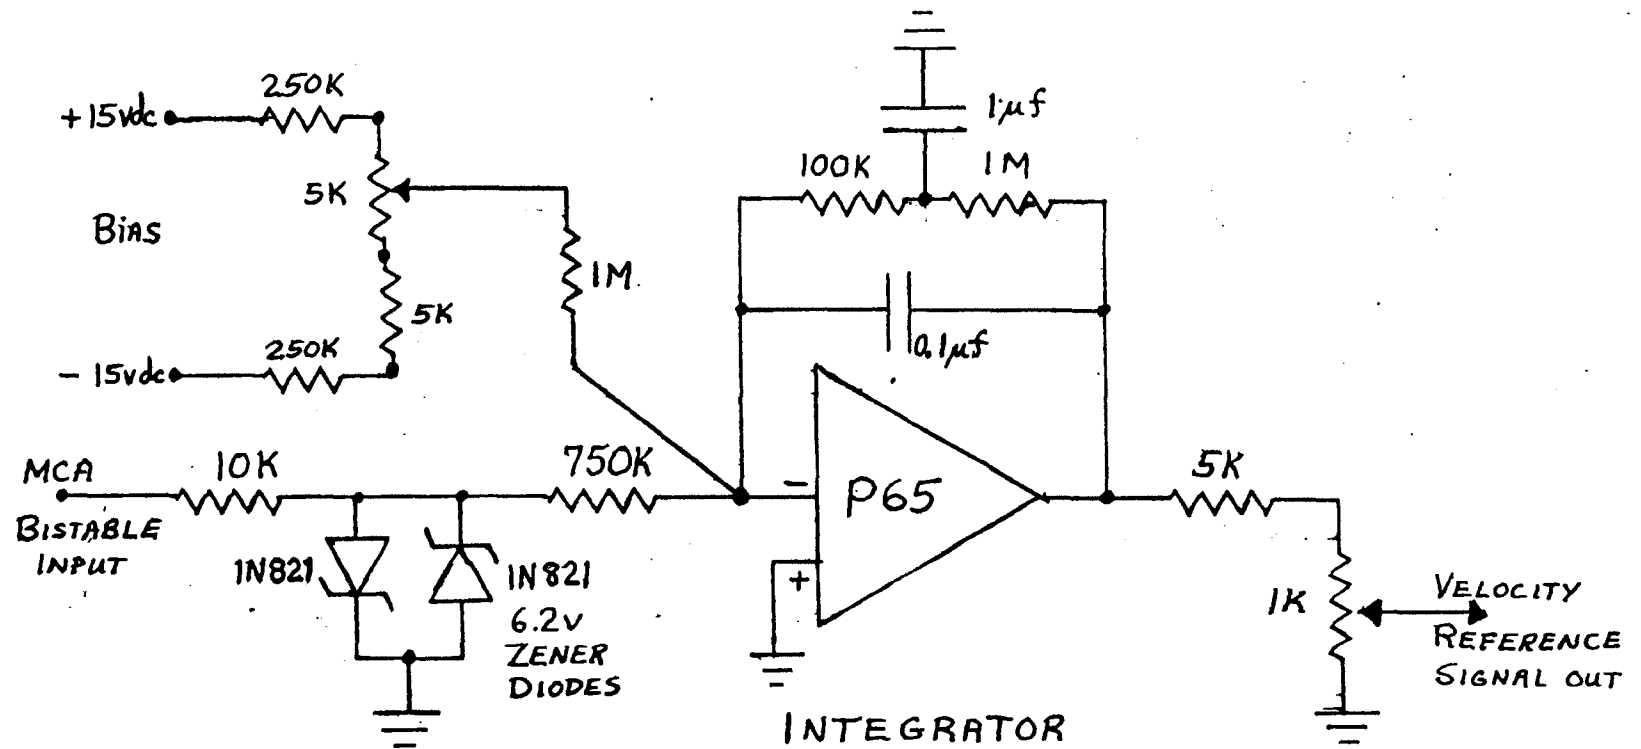 1µf
250K
+15vdc
100K
1M
5K
BIAS
1M
5K
0.1µf
250K
- 15vdc
MCA
10K
750K
5K
BISTABLE
INPUT
-
P65
+
1N821
1N821
6.2V
ZENER
DIODES
1K
VELOCITY
REFERENCE
SIGNAL OUT
INTEGRATOR